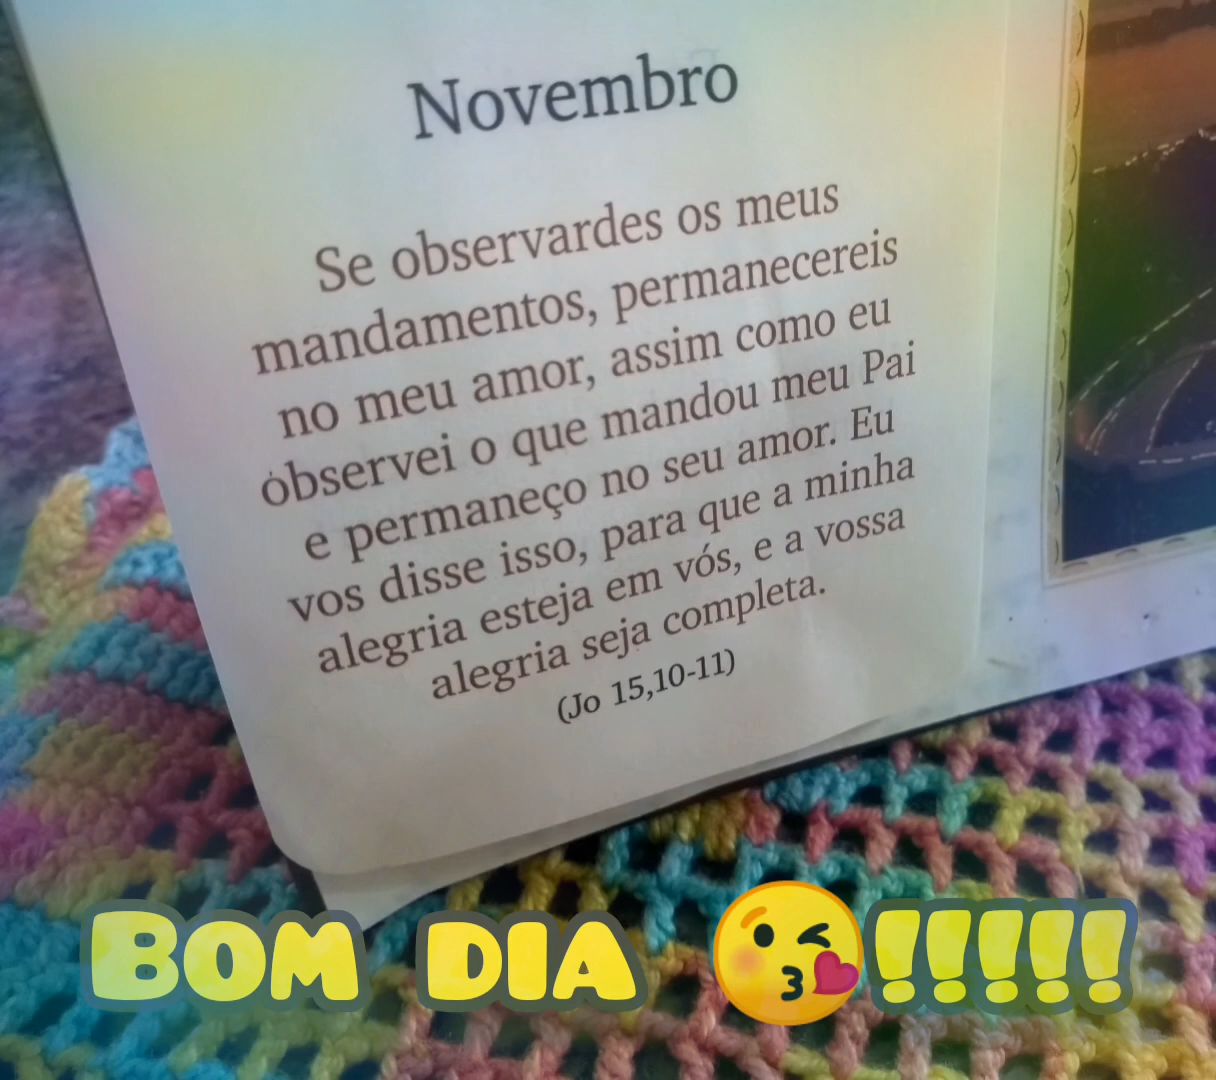 Novembro
Se observardes os meus
mandamentos, permanecereis
no meu amor, assim como eu
observei o que mandou meu Pai
e permaneço no seu amor. Eu
vos disse isso, para que a minha
alegria esteja em vós, e a vossa
alegria seja completa.
(Jo 15,10-11)
BOM DIA 😘!!!!!